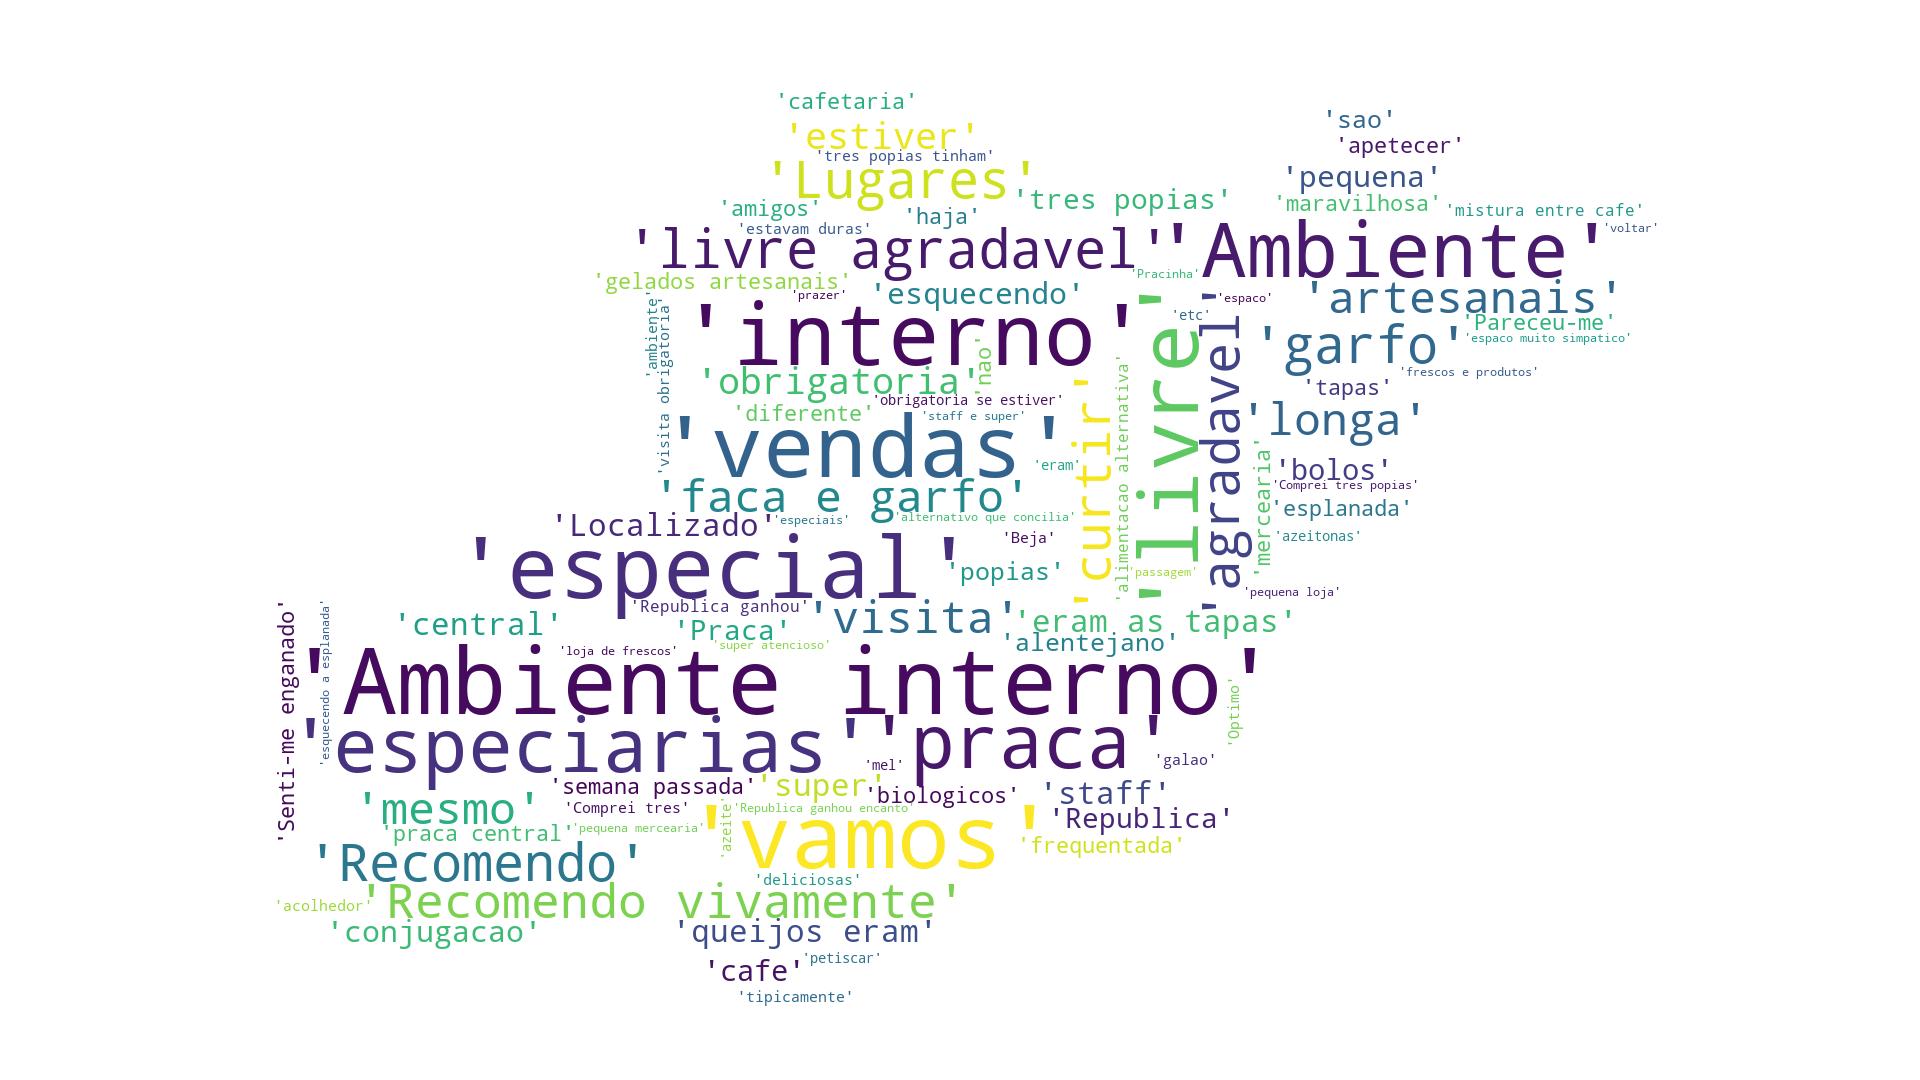 'cafetaria'
'sao'
'estiver'
'apetecer'
'tres popias tinham'
'Lugares'
'pequena'
'tres popias'
'maravilhosa'
'mistura entre cafe'
'amigos'
'haja'
'estavam duras'
'voltar'
'livre agradavel'
'Ambiente'
'Pracinha'
'gelados artesanais'
'prazer'
'esquecendo'
'espaco'
'artesanais'
'etc'
'Pareceu-me'
'ambiente'
'visita obrigatoria'
'interno'
'livre'
'agradavel'
'garfo'
'espaco muito simpatico'
'nao'
'obrigatoria'
'frescos e produtos'
'tapas'
'obrigatoria se estiver'
'diferente'
'staff e super'
'curtir'
'alimentacao alternativa'
'longa'
'vendas'
'eram'
'mercearia'
'bolos'
'Comprei tres popias'
'faca e garfo'
'esplanada'
'Localizado'
'especiais'
'alternativo que concilia'
'Beja'
'azeitonas'
'especial'
'popias'
'passagem'
'pequena loja'
'Republica ganhou'
'visita'
'eram as tapas'
'Senti-me enganado'
'esquecendo a esplanada'
'central'
'Praca'
'alentejano'
'loja de frescos'
'super atencioso'
'Ambiente interno'
'Optimo'
'especiarias'
'praca'
'mel'
'galao'
'semana passada'
'super'
'biologicos'
'staff'
'mesmo'
'Comprei tres'
'Republica ganhou encanto'
'Republica'
'praca central'
'pequena mercearia'
'azeite'
'vamos'
'frequentada'
'Recomendo'
'deliciosas'
'acolhedor'
'Recomendo vivamente'
'conjugacao'
'queijos eram'
'petiscar'
'cafe'
'tipicamente'